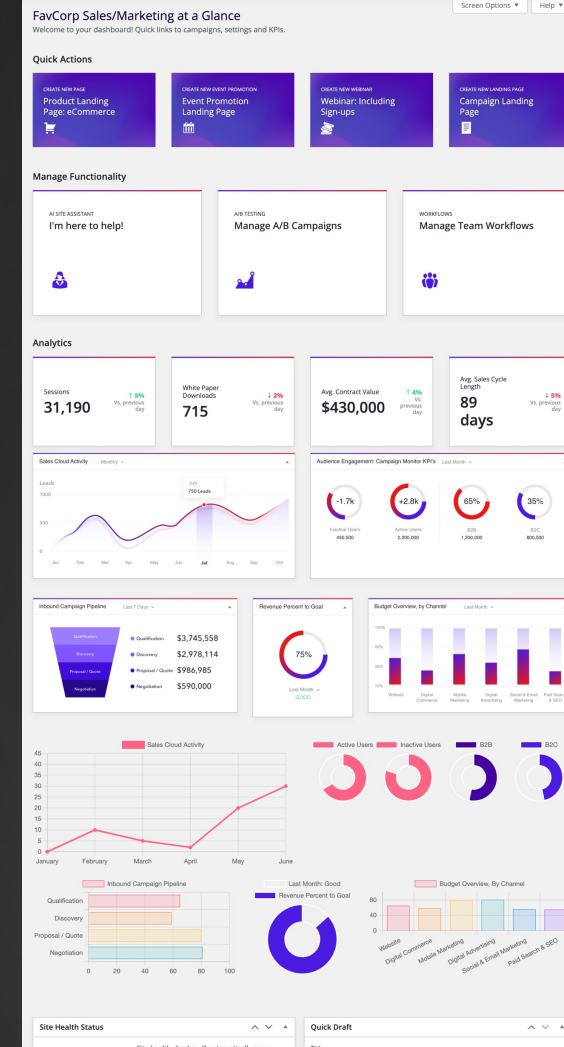 Screen Options ▼
Help ▼
FavCorp Sales/Marketing at a Glance
Welcome to your dashboard! Quick links to campaigns, settings and KPIs.
Quick Actions
CREATE NEW PAGE
Product Landing
Page: eCommerce
CREATE NEW EVENT PROMOTION
Event Promotion
Landing Page
CREATE NEW WEBINAR
Webinar: Including
Sign-ups
CREATE NEW LANDING PAGE
Campaign Landing
Page
Manage Functionality
AI SITE ASSISTANT
I'm here to help!
A/B TESTING
Manage A/B Campaigns
WORKFLOWS
Manage Team Workflows
Analytics
Sessions
31,190
↑ 5%
Vs. previous
day
White Paper
Downloads
715
↓ 2%
Vs. previous
day
Avg. Contract Value
$430,000
↑ 4%
Vs.
previous
day
Avg. Sales Cycle
Length
89
days
↓ 5%
Vs. previous
day
Sales Cloud Activity
Monthly
Leads
1000
500
0
July
750 Leads
Jan Feb Mar Apr May Jun Jul Aug Sep Oct
Audience Engagement: Campaign Monitor KPI's
Last Month
-1.7k
Inactive Users
450,500
+2.8k
Active Users
2,200,000
65%
B2B
1,200,000
35%
B2C
800,500
Inbound Campaign Pipeline
Last 7 Days
Qualification
Discovery
Proposal / Quote
Negotiation
Qualification $3,745,558
Discovery $2,978,114
Proposal / Quote $986,985
Negotiation $590,000
Revenue Percent to Goal
75%
Last Month
GOOD
Budget Overview, by Channel
Last Month
100%
Website
Digital
Commerce
Mobile
Marketing
Digital
Advertising
Social & Email
Marketing
Paid Search
& SEO
Sales Cloud Activity
45
40
35
30
25
20
15
10
5
0
January February March April May June
Active Users
Inactive Users
B2B
B2C
Inbound Campaign Pipeline
Qualification
Discovery
Proposal / Quote
Negotiation
0 20 40 60 80 100
Last Month: Good
Revenue Percent to Goal
Budget Overview, By Channel
80
40
0
Website
Digital Commerce
Mobile Marketing
Digital Advertising
Social & Email Marketing
Paid Search & SEO
Site Health Status
Quick Draft